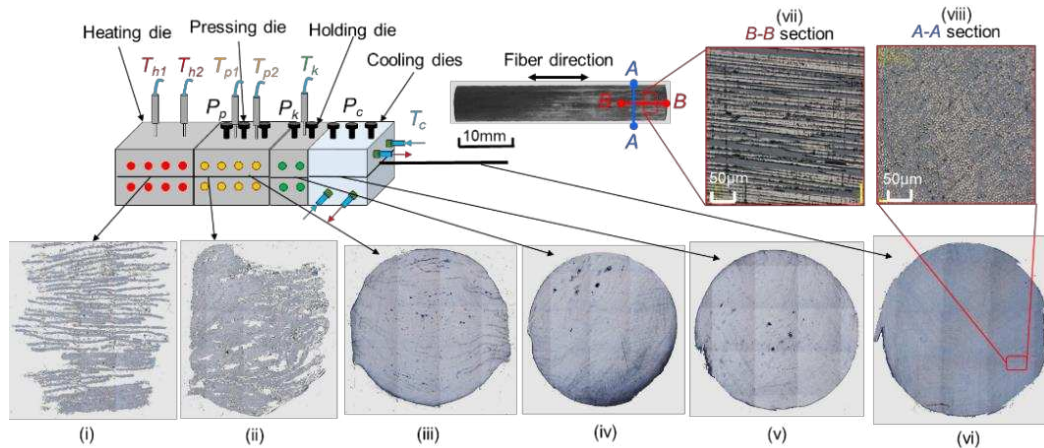 Heating die
Pressing die
Holding die
Cooling dies
Th1 Th2 Tp1 Tp2 Tk
Pp Pk Pc
Tc
Fiber direction
A
B B
A
10mm
(vii)
B-B section
50μm
(viii)
A-A section
50μm
(i) (ii) (iii) (iv) (v) (vi)